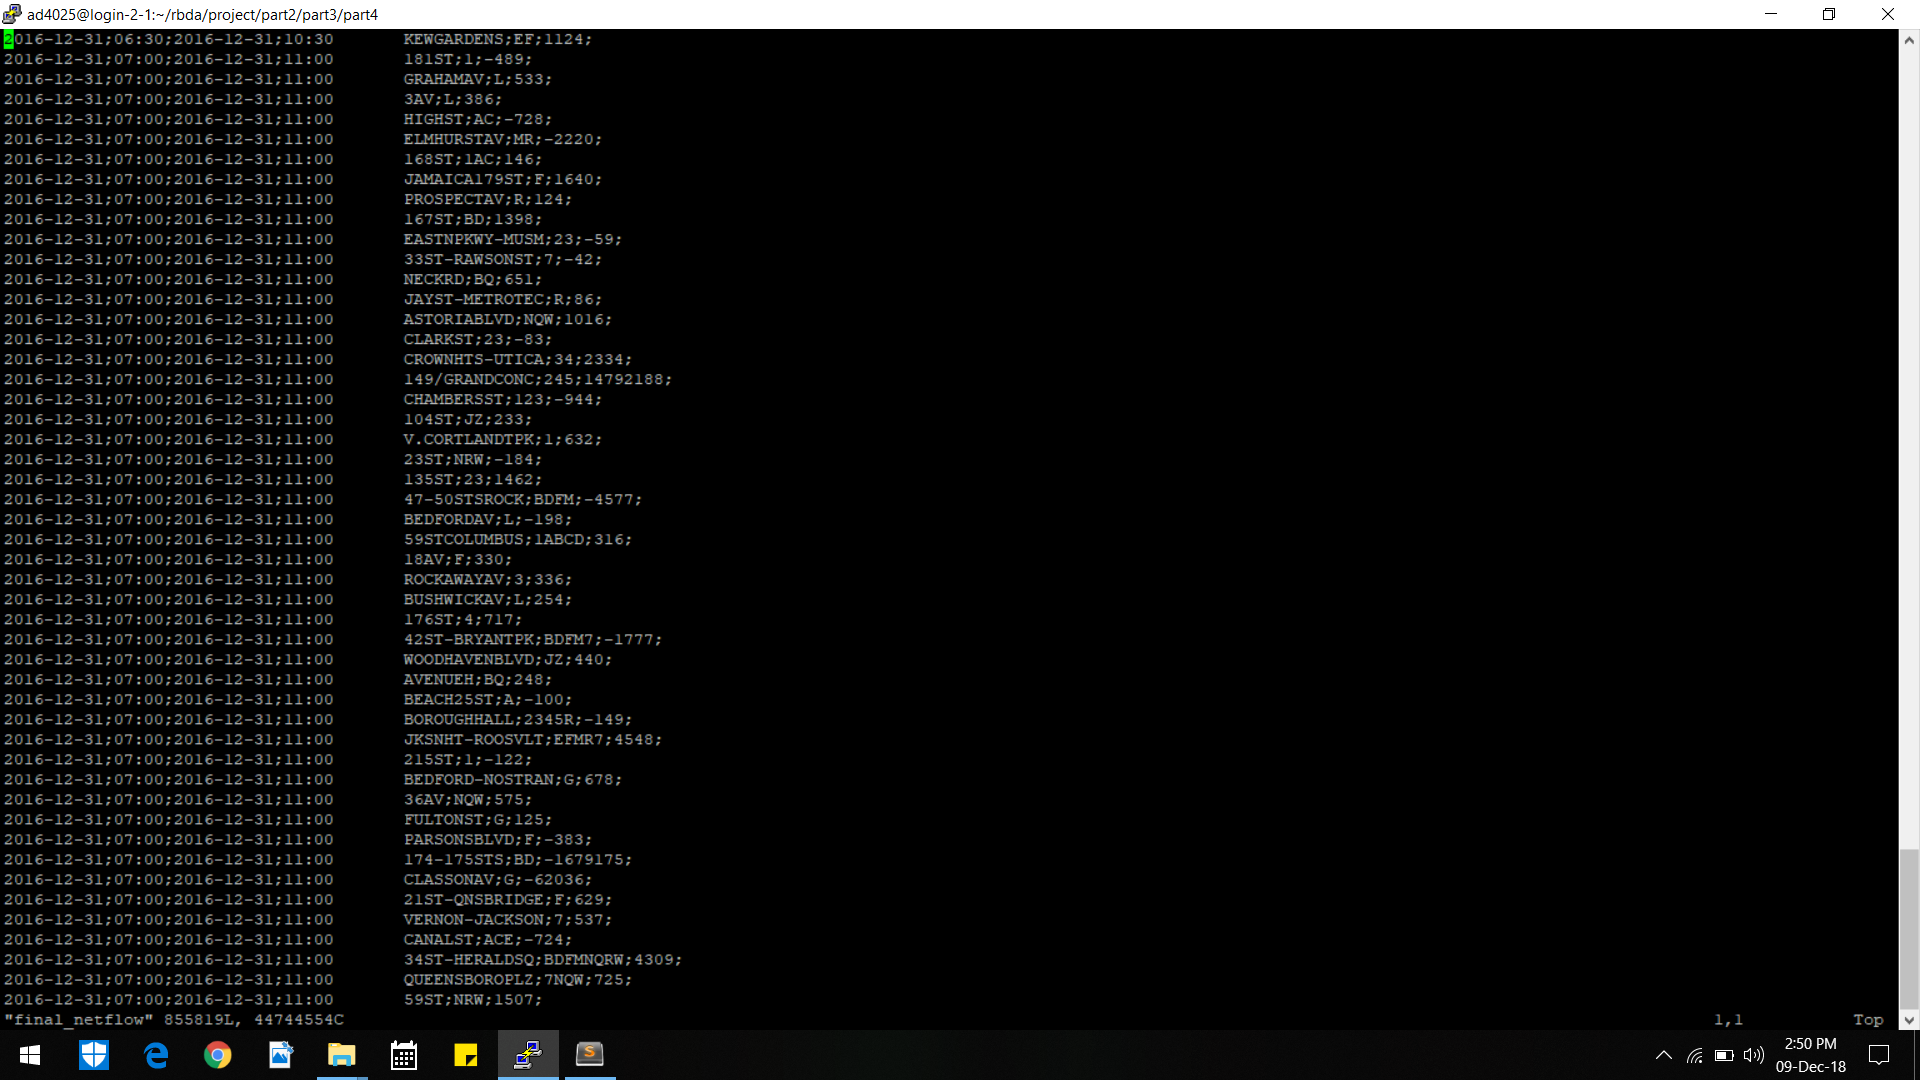 ad4025@login-2-1:~/rbda/project/part2/part3/part4
2016-12-31;06:30;2016-12-31;10:30 KEWGARDENS;EF;1124;
2016-12-31;07:00;2016-12-31;11:00 181ST;1;-489;
2016-12-31;07:00;2016-12-31;11:00 GRAHAMAV;L;533;
2016-12-31;07:00;2016-12-31;11:00 3AV;L;386;
2016-12-31;07:00;2016-12-31;11:00 HIGHST;AC;-728;
2016-12-31;07:00;2016-12-31;11:00 ELMHURSTAV;MR;-2220;
2016-12-31;07:00;2016-12-31;11:00 168ST;1AC;146;
2016-12-31;07:00;2016-12-31;11:00 JAMAICA179ST;F;1640;
2016-12-31;07:00;2016-12-31;11:00 PROSPECTAV;R;124;
2016-12-31;07:00;2016-12-31;11:00 167ST;BD;1398;
2016-12-31;07:00;2016-12-31;11:00 EASTNPKWY-MUSM;23;-59;
2016-12-31;07:00;2016-12-31;11:00 33ST-RAWSONST;7;-42;
2016-12-31;07:00;2016-12-31;11:00 NECKRD;BQ;651;
2016-12-31;07:00;2016-12-31;11:00 JAYST-METROTEC;R;86;
2016-12-31;07:00;2016-12-31;11:00 ASTORIABLVD;NQW;1016;
2016-12-31;07:00;2016-12-31;11:00 CLARKST;23;-83;
2016-12-31;07:00;2016-12-31;11:00 CROWNHTS-UTICA;34;2334;
2016-12-31;07:00;2016-12-31;11:00 149/GRANDCONC;245;14792188;
2016-12-31;07:00;2016-12-31;11:00 CHAMBERSST;123;-944;
2016-12-31;07:00;2016-12-31;11:00 104ST;JZ;233;
2016-12-31;07:00;2016-12-31;11:00 V.CORTLANDTPK;1;632;
2016-12-31;07:00;2016-12-31;11:00 23ST;NRW;-184;
2016-12-31;07:00;2016-12-31;11:00 135ST;23;1462;
2016-12-31;07:00;2016-12-31;11:00 47-50STSROCK;BDFM;-4577;
2016-12-31;07:00;2016-12-31;11:00 BEDFORDAV;L;-198;
2016-12-31;07:00;2016-12-31;11:00 59STCOLUMBUS;1ABCD;316;
2016-12-31;07:00;2016-12-31;11:00 18AV;F;330;
2016-12-31;07:00;2016-12-31;11:00 ROCKAWAYAV;3;336;
2016-12-31;07:00;2016-12-31;11:00 BUSHWICKAV;L;254;
2016-12-31;07:00;2016-12-31;11:00 176ST;4;717;
2016-12-31;07:00;2016-12-31;11:00 42ST-BRYANTPK;BDFM7;-1777;
2016-12-31;07:00;2016-12-31;11:00 WOODHAVENBLVD;JZ;440;
2016-12-31;07:00;2016-12-31;11:00 AVENUEH;BQ;248;
2016-12-31;07:00;2016-12-31;11:00 BEACH25ST;A;-100;
2016-12-31;07:00;2016-12-31;11:00 BOROUGHHALL;2345R;-149;
2016-12-31;07:00;2016-12-31;11:00 JKSNHT-ROOSVLT;EFMR7;4548;
2016-12-31;07:00;2016-12-31;11:00 215ST;1;-122;
2016-12-31;07:00;2016-12-31;11:00 BEDFORD-NOSTRAN;G;678;
2016-12-31;07:00;2016-12-31;11:00 36AV;NQW;575;
2016-12-31;07:00;2016-12-31;11:00 FULTONST;G;125;
2016-12-31;07:00;2016-12-31;11:00 PARSONSBLVD;F;-383;
2016-12-31;07:00;2016-12-31;11:00 174-175STS;BD;-1679175;
2016-12-31;07:00;2016-12-31;11:00 CLASSONAV;G;-62036;
2016-12-31;07:00;2016-12-31;11:00 21ST-QNSBRIDGE;F;629;
2016-12-31;07:00;2016-12-31;11:00 VERNON-JACKSON;7;537;
2016-12-31;07:00;2016-12-31;11:00 CANALST;ACE;-724;
2016-12-31;07:00;2016-12-31;11:00 34ST-HERALDSQ;BDFMNQRW;4309;
2016-12-31;07:00;2016-12-31;11:00 QUEENSBOROPLZ;7NQW;725;
2016-12-31;07:00;2016-12-31;11:00 59ST;NRW;1507;
"final_netflow" 855819L, 44744554C 1,1 Top
2:50 PM
09-Dec-18